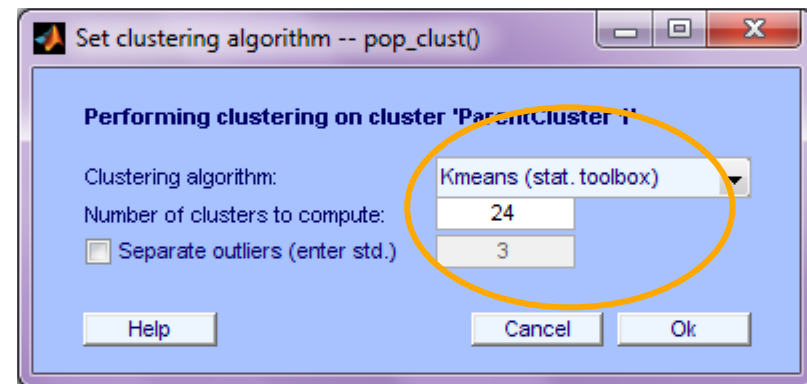 Set clustering algorithm -- pop_clust()
Performing clustering on cluster 'ParentCluster 1'
Clustering algorithm: Kmeans (stat. toolbox)
Number of clusters to compute: 24
Separate outliers (enter std.) 3
Help Cancel Ok